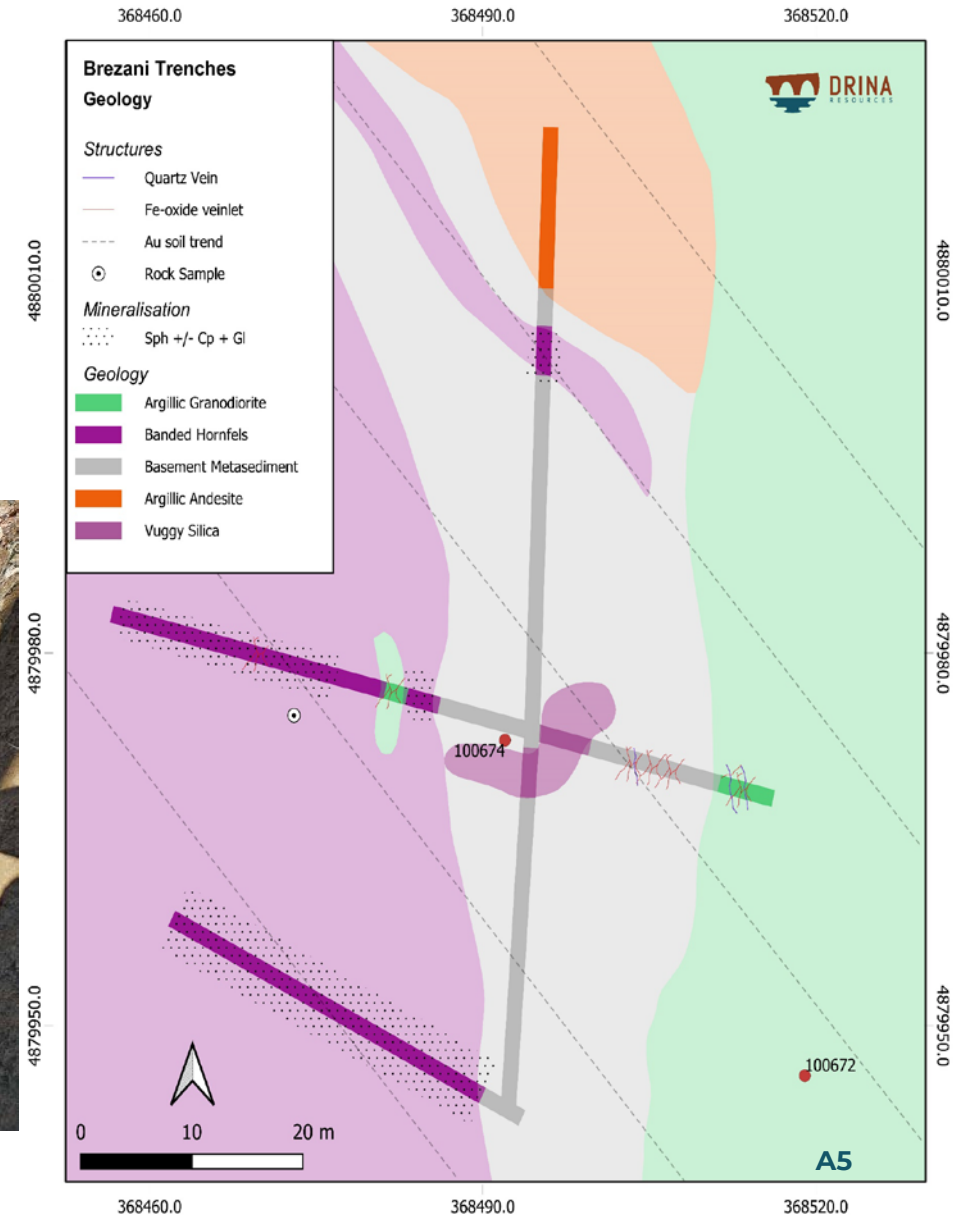 368460.0
368490.0
368520.0
Brezani Trenches
Geology
DRINA
RESOURCES
Structures
Quartz Vein
Fe-oxide veinlet
Au soil trend
Rock Sample
Mineralisation
Sph +/- Cp + Gl
Geology
Argillic Granodiorite
Banded Hornfels
Basement Metasediment
Argillic Andesite
Vuggy Silica
4880010.0
4880010.0
4879980.0
4879980.0
100674
4879950.0
4879950.0
100672
0 10 20 m
A5
368460.0
368490.0
368520.0